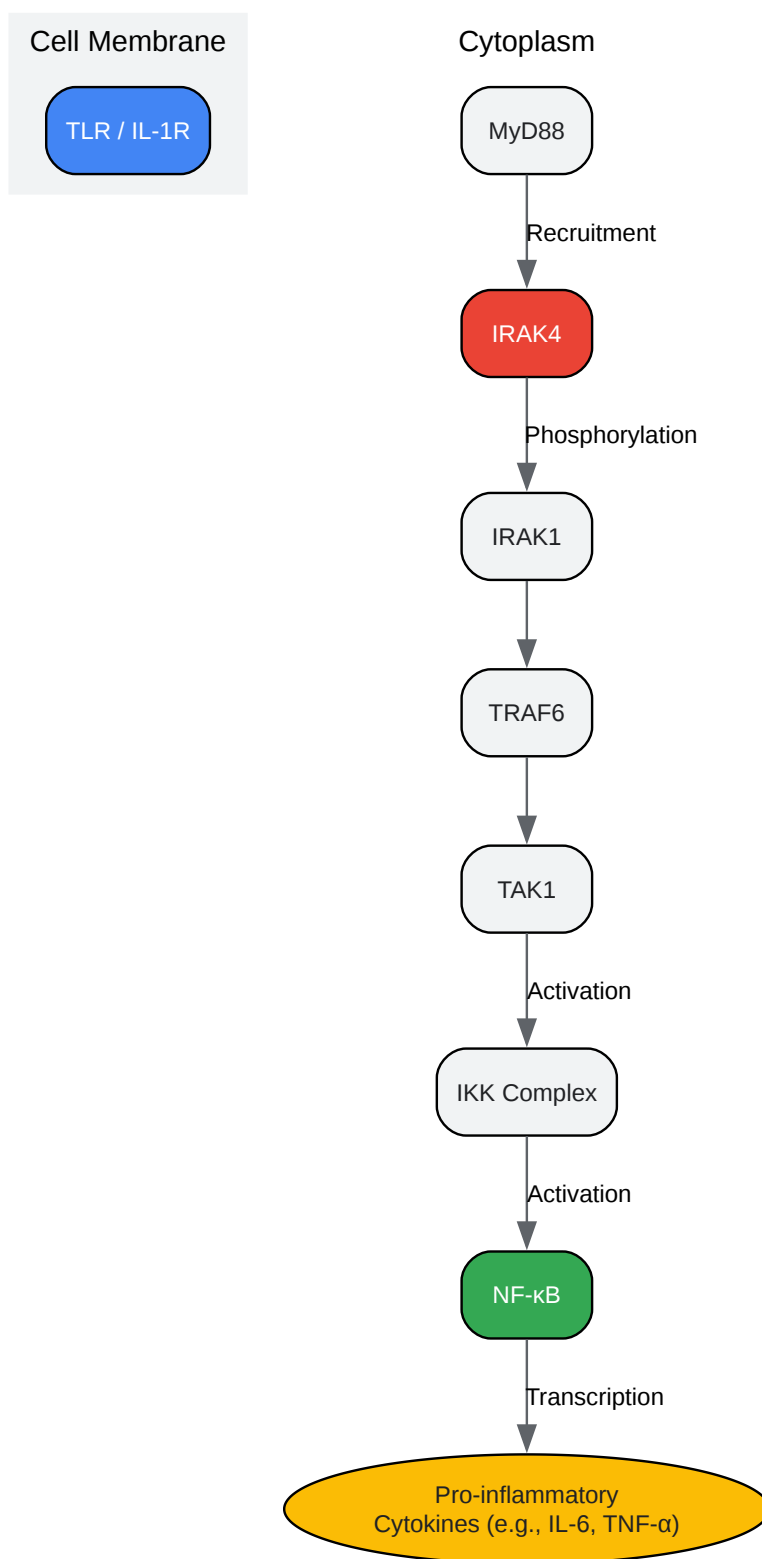 Cell Membrane
TLR / IL-1R
Cytoplasm
MyD88
Recruitment
IRAK4
Phosphorylation
IRAK1
TRAF6
TAK1
Activation
IKK Complex
Activation
NF-κB
Transcription
Pro-inflammatory
Cytokines (e.g., IL-6, TNF-α)